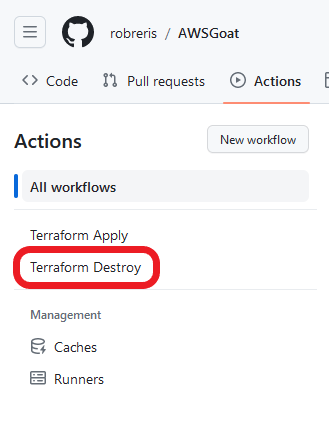 robreris / AWSGoat
Code Pull requests Actions
Actions New workflow
All workflows
Terraform Apply
Terraform Destroy
Management
Caches
Runners